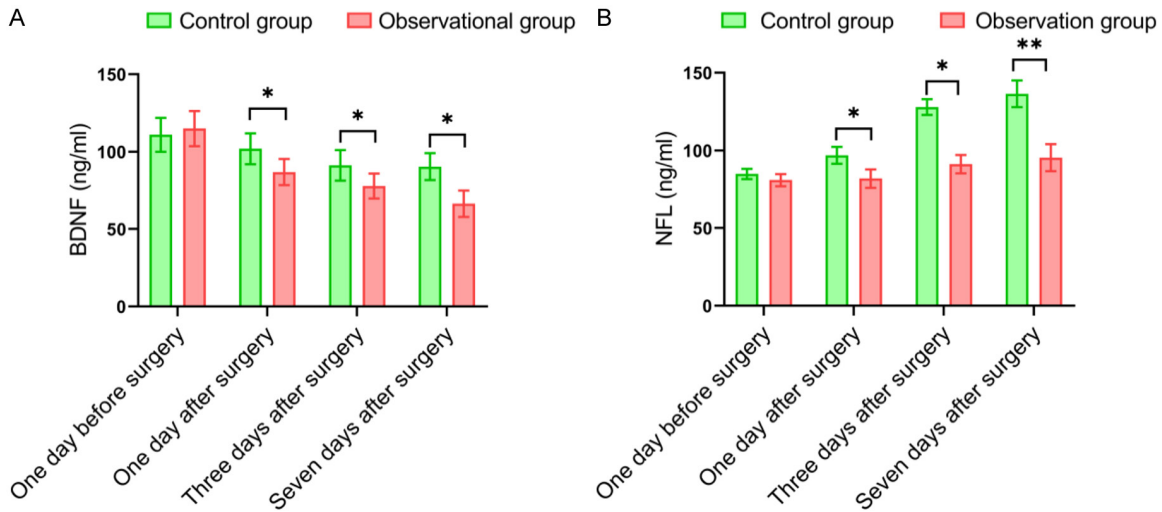 A
Control group
Observational group
BDNF (ng/ml)
150
100
50
0
*
*
*
One day before surgery
One day after surgery
Three days after surgery
Seven days after surgery
B
Control group
Observation group
NFL (ng/ml)
150
100
50
0
*
*
**
One day before surgery
One day after surgery
Three days after surgery
Seven days after surgery